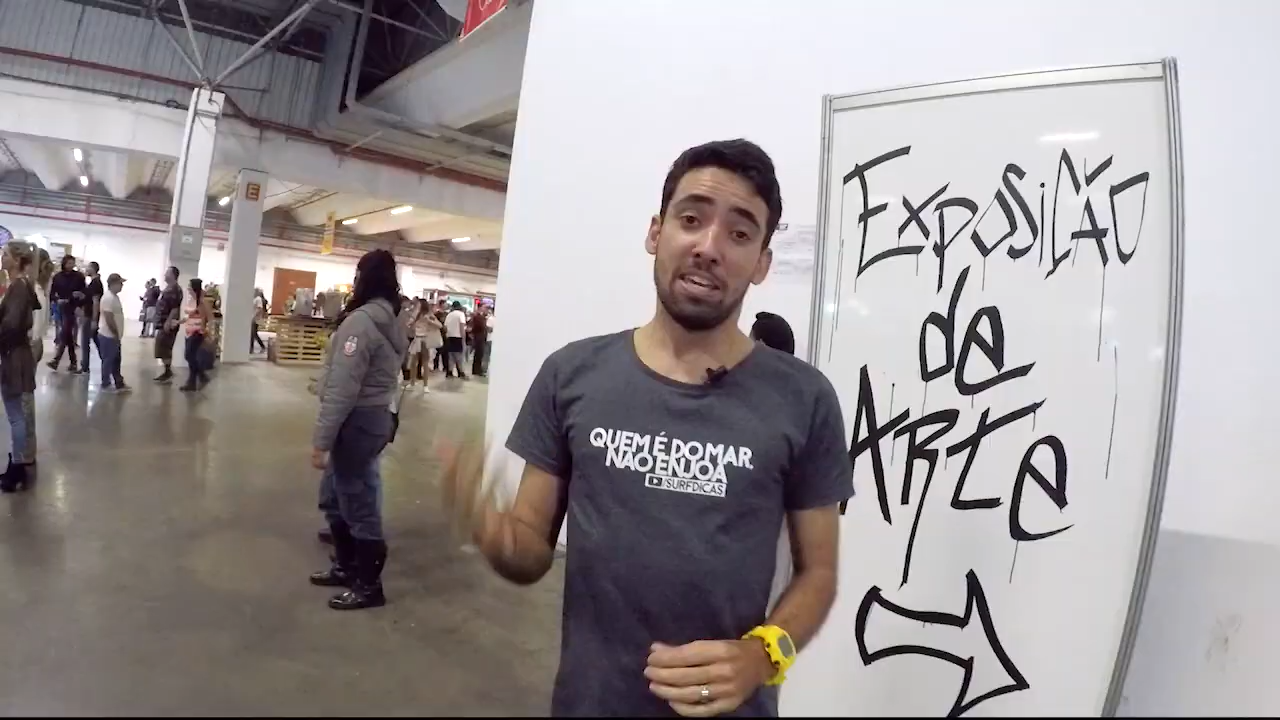 E
QUEM É DO MAR,
NÃO ENJOA
/SURFDICAS
EXPOSIÇÃO
de
ARte